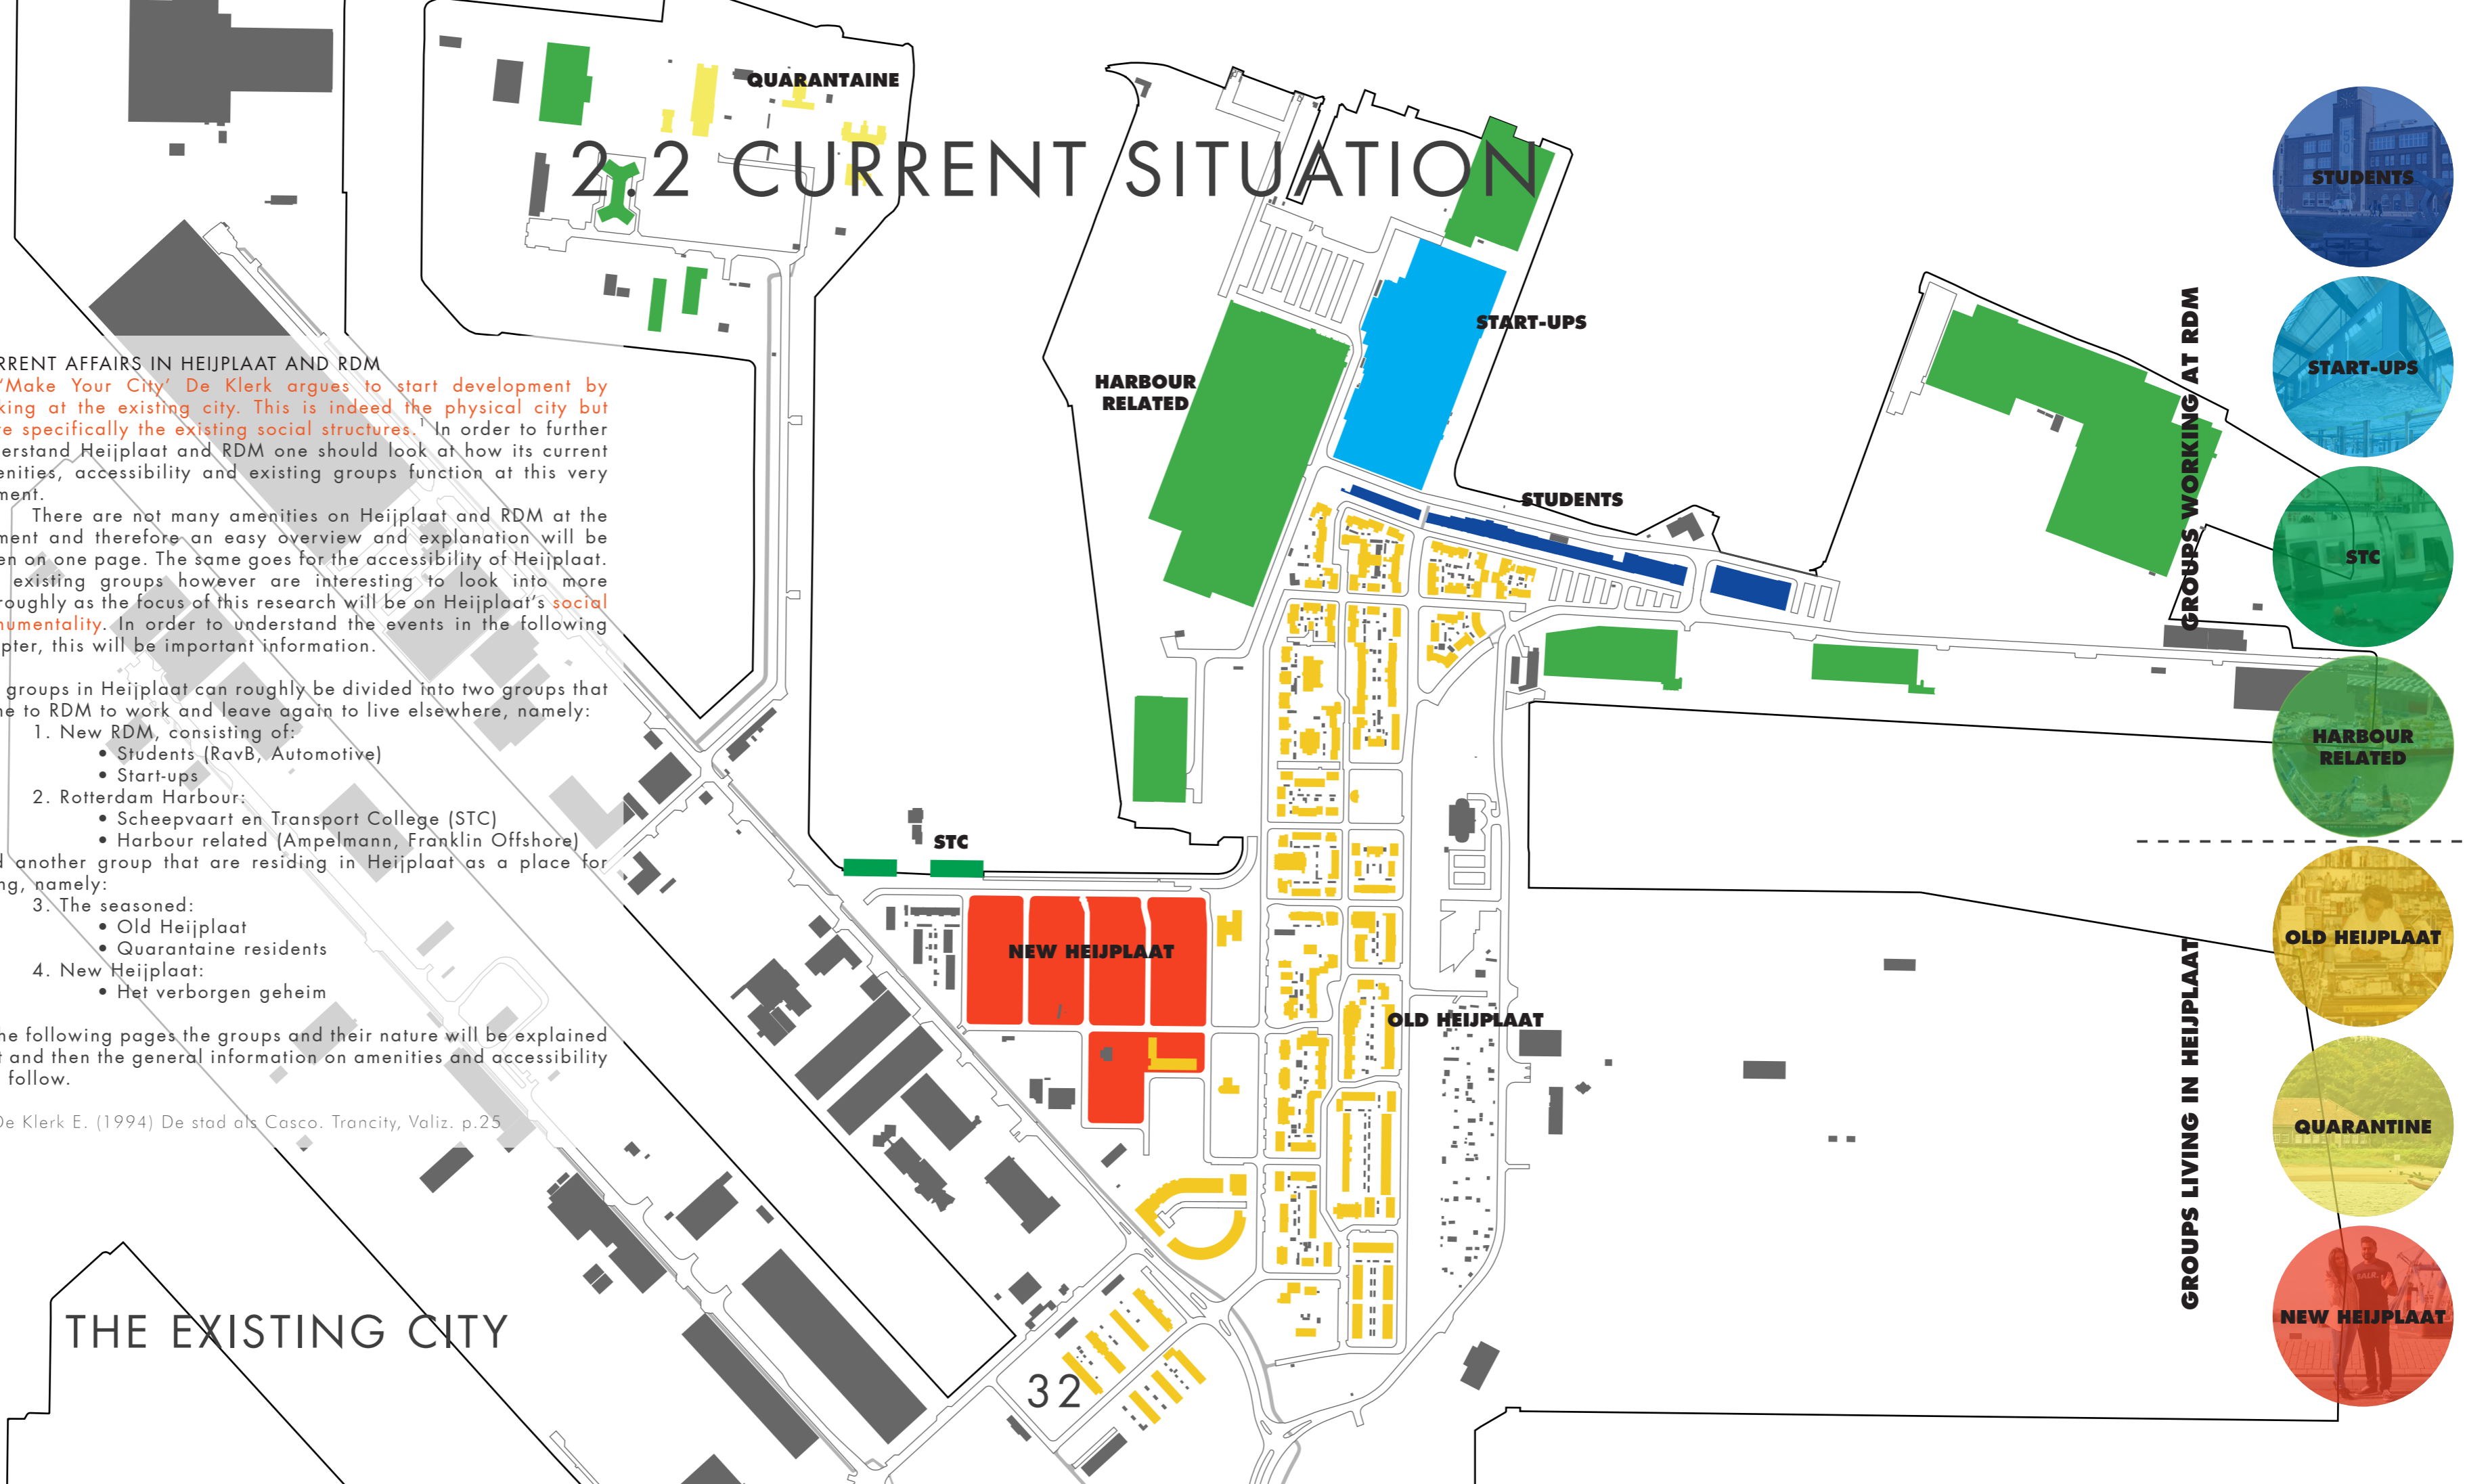 2.2 CURRENT SITUATION
RRENT AFFAIRS IN HEIJPLAAT AND RDM
'Make Your City' De Klerk argues to start development by
king at the existing city. This is indeed the physical city but
e specifically the existing social structures.¹ In order to further
erstand Heijplaat and RDM one should look at how its current
enities, accessibility and existing groups function at this very
ment.
There are not many amenities on Heijplaat and RDM at the
ment and therefore an easy overview and explanation will be
en on one page. The same goes for the accessibility of Heijplaat.
existing groups however are interesting to look into more
roughly as the focus of this research will be on Heijplaat's social
numentality. In order to understand the events in the following
pter, this will be important information.
groups in Heijplaat can roughly be divided into two groups that
e to RDM to work and leave again to live elsewhere, namely:
1. New RDM, consisting of:
• Students (RavB, Automotive)
• Start-ups
2. Rotterdam Harbour:
• Scheepvaart en Transport College (STC)
• Harbour related (Ampelmann, Franklin Offshore)
d another group that are residing in Heijplaat as a place for
ng, namely:
3. The seasoned:
• Old Heijplaat
• Quarantaine residents
4. New Heijplaat:
• Het verborgen geheim
he following pages the groups and their nature will be explained
t and then the general information on amenities and accessibility
follow.
De Klerk E. (1994) De stad als Casco. Trancity, Valiz. p.25
THE EXISTING CITY
32
QUARANTAINE
START-UPS
HARBOUR
RELATED
STUDENTS
STC
NEW HEIJPLAAT
OLD HEIJPLAAT
GROUPS WORKING AT RDM
STUDENTS
START-UPS
STC
HARBOUR
RELATED
GROUPS LIVING IN HEIJPLAAT
OLD HEIJPLAAT
QUARANTINE
NEW HEIJPLAAT